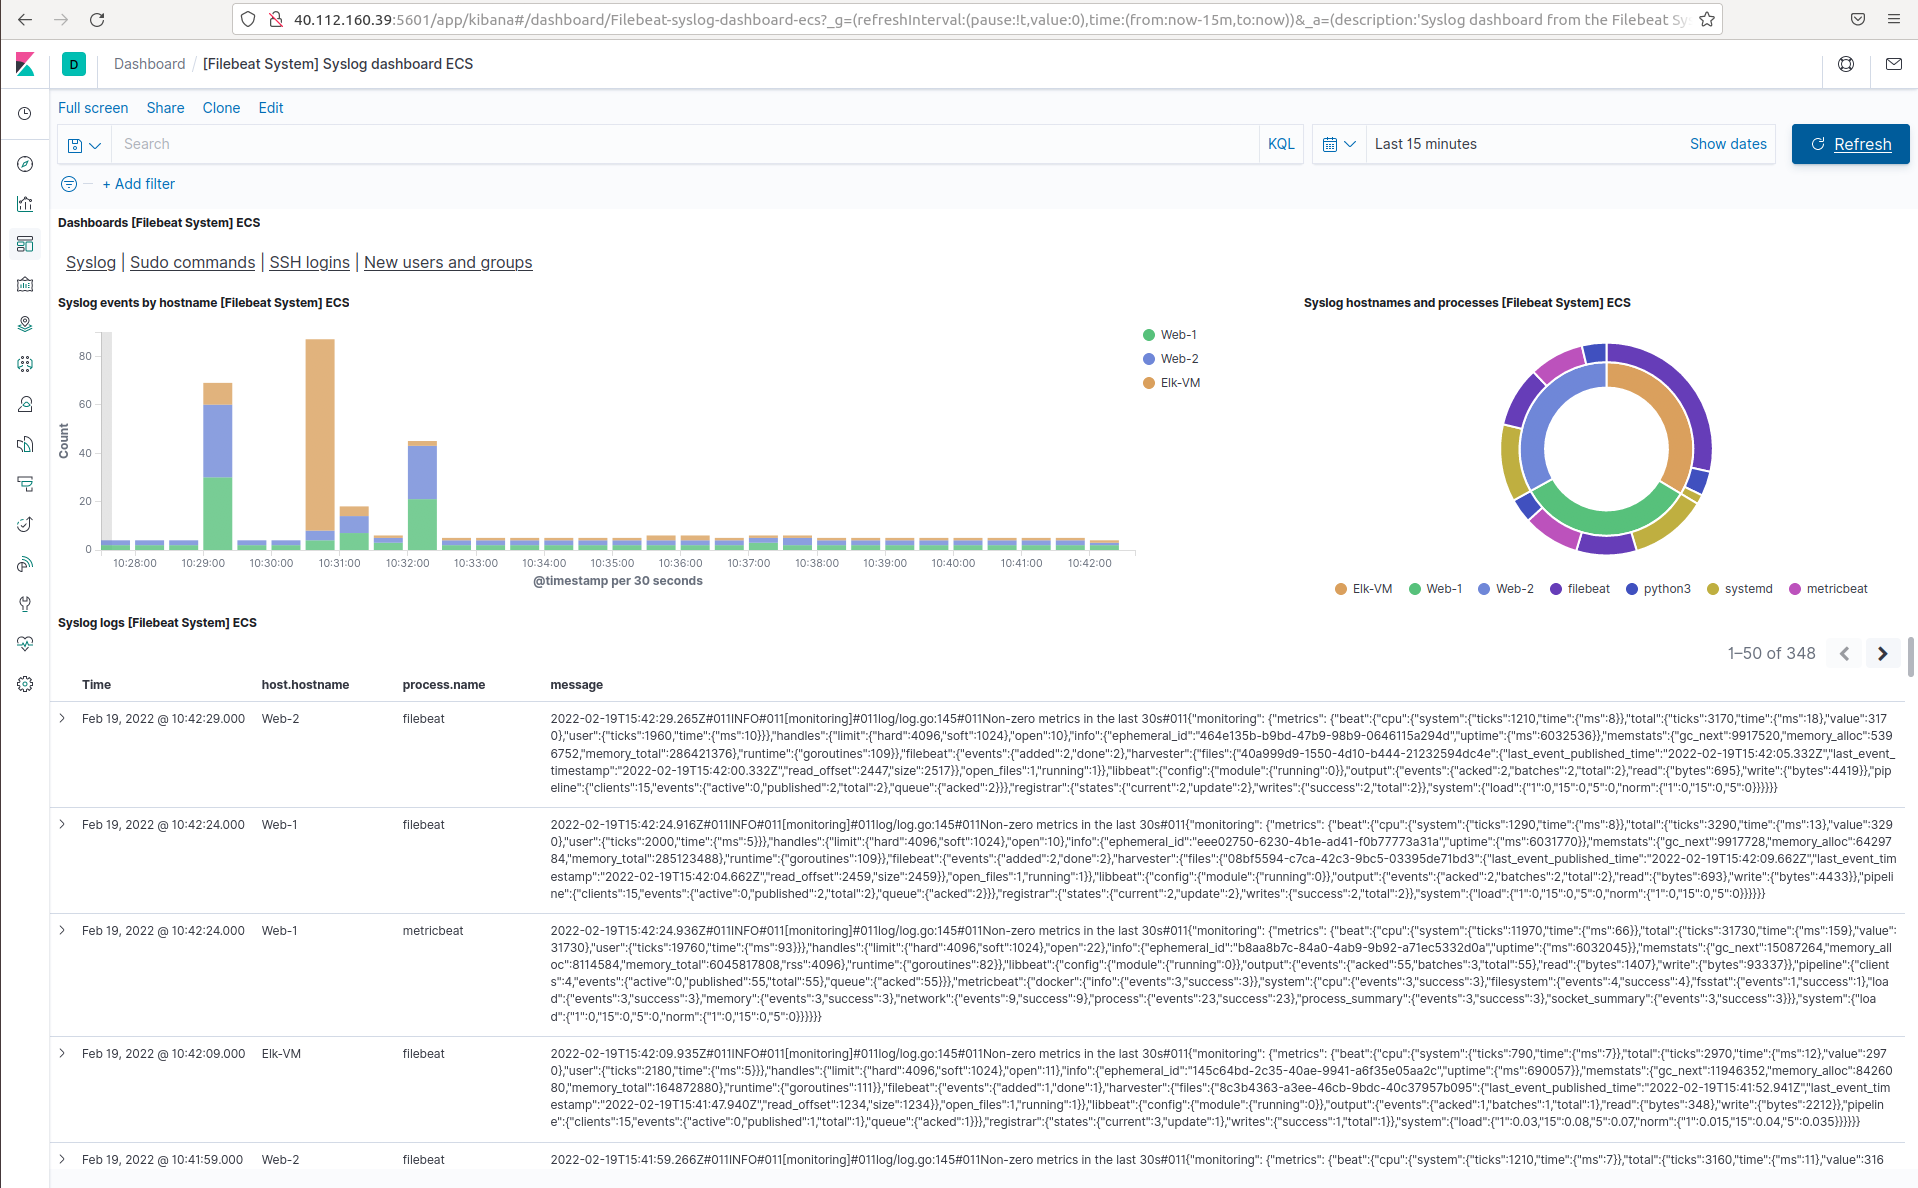 40.112.160.39:5601/app/kibana#/dashboard/Filebeat-syslog-dashboard-ecs?_g=(refreshInterval:(pause:!t,value:0),time:(from:now-15m,to:now))&_a=(description:'Syslog dashboard from the Filebeat Sy
D Dashboard / [Filebeat System] Syslog dashboard ECS
Full screen Share Clone Edit
Search KQL Last 15 minutes Show dates Refresh
+ Add filter
Dashboards [Filebeat System] ECS
Syslog | Sudo commands | SSH logins | New users and groups
Syslog events by hostname [Filebeat System] ECS
Count
80
60
40
20
0
10:28:00 10:29:00 10:30:00 10:31:00 10:32:00 10:33:00 10:34:00 10:35:00 10:36:00 10:37:00 10:38:00 10:39:00 10:40:00 10:41:00 10:42:00
@timestamp per 30 seconds
Web-1
Web-2
Elk-VM
Syslog hostnames and processes [Filebeat System] ECS
Elk-VM Web-1 Web-2 filebeat python3 systemd metricbeat
Syslog logs [Filebeat System] ECS
1–50 of 348
Time host.hostname process.name message
Feb 19, 2022 @ 10:42:29.000 Web-2 filebeat 2022-02-19T15:42:29.265Z#011INFO#011[monitoring]#011log/log.go:145#011Non-zero metrics in the last 30s#011{"monitoring": {"metrics": {"beat":{"cpu":{"system":{"ticks":1210,"time":{"ms":8}},"total":{"ticks":3170,"time":{"ms":18},"value":317
0},"user":{"ticks":1960,"time":{"ms":10}}},"handles":{"limit":{"hard":4096,"soft":1024},"open":10},"info":{"ephemeral_id":"464e135b-b9bd-47b9-98b9-0646115a294d","uptime":{"ms":6032536}},"memstats":{"gc_next":9917520,"memory_alloc":539
6752,"memory_total":286421376},"runtime":{"goroutines":109}},"filebeat":{"events":{"added":2,"done":2},"harvester":{"files":{"40a999d9-1550-4d10-b444-21232594dc4e":{"last_event_published_time":"2022-02-19T15:42:05.332Z","last_event_
timestamp":"2022-02-19T15:42:00.332Z","read_offset":2447,"size":2517}},"open_files":1,"running":1}},"libbeat":{"config":{"module":{"running":0}},"output":{"events":{"acked":2,"batches":2,"total":2},"read":{"bytes":695},"write":{"bytes":4419}},"pip
eline":{"clients":15,"events":{"active":0,"published":2,"total":2},"queue":{"acked":2}}},"registrar":{"states":{"current":2,"update":2},"writes":{"success":2,"total":2}},"system":{"load":{"1":0,"15":0,"5":0,"norm":{"1":0,"15":0,"5":0}}}}}}
Feb 19, 2022 @ 10:42:24.000 Web-1 filebeat 2022-02-19T15:42:24.916Z#011INFO#011[monitoring]#011log/log.go:145#011Non-zero metrics in the last 30s#011{"monitoring": {"metrics": {"beat":{"cpu":{"system":{"ticks":1290,"time":{"ms":8}},"total":{"ticks":3290,"time":{"ms":13},"value":329
0},"user":{"ticks":2000,"time":{"ms":5}}},"handles":{"limit":{"hard":4096,"soft":1024},"open":10},"info":{"ephemeral_id":"eee02750-6230-4b1e-ad41-f0b77773a31a","uptime":{"ms":6031770}},"memstats":{"gc_next":9917728,"memory_alloc":64297
84,"memory_total":285123488},"runtime":{"goroutines":109}},"filebeat":{"events":{"added":2,"done":2},"harvester":{"files":{"08bf5594-c7ca-42c3-9bc5-03395de71bd3":{"last_event_published_time":"2022-02-19T15:42:09.662Z","last_event_tim
estamp":"2022-02-19T15:42:04.662Z","read_offset":2459,"size":2459}},"open_files":1,"running":1}},"libbeat":{"config":{"module":{"running":0}},"output":{"events":{"acked":2,"batches":2,"total":2},"read":{"bytes":693},"write":{"bytes":4433}},"pipeli
ne":{"clients":15,"events":{"active":0,"published":2,"total":2},"queue":{"acked":2}}},"registrar":{"states":{"current":2,"update":2},"writes":{"success":2,"total":2}},"system":{"load":{"1":0,"15":0,"5":0,"norm":{"1":0,"15":0,"5":0}}}}}}
Feb 19, 2022 @ 10:42:24.000 Web-1 metricbeat 2022-02-19T15:42:24.936Z#011INFO#011[monitoring]#011log/log.go:145#011Non-zero metrics in the last 30s#011{"monitoring": {"metrics": {"beat":{"cpu":{"system":{"ticks":11970,"time":{"ms":66}},"total":{"ticks":31730,"time":{"ms":159},"value":
31730},"user":{"ticks":19760,"time":{"ms":93}}},"handles":{"limit":{"hard":4096,"soft":1024},"open":22},"info":{"ephemeral_id":"b8aa8b7c-84a0-4ab9-9b92-a71ec5332d0a","uptime":{"ms":6032045}},"memstats":{"gc_next":15087264,"memory_all
oc":8114584,"memory_total":6045817808,"rss":4096},"runtime":{"goroutines":82}},"libbeat":{"config":{"module":{"running":0}},"output":{"events":{"acked":55,"batches":3,"total":55},"read":{"bytes":1407},"write":{"bytes":93337}},"pipeline":{"client
s":4,"events":{"active":0,"published":55,"total":55},"queue":{"acked":55}}},"metricbeat":{"docker":{"info":{"events":3,"success":3}},"system":{"cpu":{"events":3,"success":3},"filesystem":{"events":4,"success":4},"fsstat":{"events":1,"success":1},"loa
d":{"events":3,"success":3},"memory":{"events":3,"success":3},"network":{"events":9,"success":9},"process":{"events":23,"success":23},"process_summary":{"events":3,"success":3},"socket_summary":{"events":3,"success":3}}},"system":{"loa
d":{"1":0,"15":0,"5":0,"norm":{"1":0,"15":0,"5":0}}}}}}
Feb 19, 2022 @ 10:42:09.000 Elk-VM filebeat 2022-02-19T15:42:09.935Z#011INFO#011[monitoring]#011log/log.go:145#011Non-zero metrics in the last 30s#011{"monitoring": {"metrics": {"beat":{"cpu":{"system":{"ticks":790,"time":{"ms":7}},"total":{"ticks":2970,"time":{"ms":12},"value":297
0},"user":{"ticks":2180,"time":{"ms":5}}},"handles":{"limit":{"hard":4096,"soft":1024},"open":11},"info":{"ephemeral_id":"145c64bd-2c35-40ae-9941-a6f35e05aa2c","uptime":{"ms":690057}},"memstats":{"gc_next":11946352,"memory_alloc":84260
80,"memory_total":164872880},"runtime":{"goroutines":111}},"filebeat":{"events":{"added":1,"done":1},"harvester":{"files":{"8c3b4363-a3ee-46cb-9bdc-40c37957b095":{"last_event_published_time":"2022-02-19T15:41:52.941Z","last_event_tim
estamp":"2022-02-19T15:41:47.940Z","read_offset":1234,"size":1234}},"open_files":1,"running":1}},"libbeat":{"config":{"module":{"running":0}},"output":{"events":{"acked":1,"batches":1,"total":1},"read":{"bytes":348},"write":{"bytes":2212}},"pipelin
e":{"clients":15,"events":{"active":0,"published":1,"total":1},"queue":{"acked":1}}},"registrar":{"states":{"current":3,"update":1},"writes":{"success":1,"total":1}},"system":{"load":{"1":0.03,"15":0.08,"5":0.07,"norm":{"1":0.015,"15":0.04,"5":0.035}}}}}}
Feb 19, 2022 @ 10:41:59.000 Web-2 filebeat 2022-02-19T15:41:59.266Z#011INFO#011[monitoring]#011log/log.go:145#011Non-zero metrics in the last 30s#011{"monitoring": {"metrics": {"beat":{"cpu":{"system":{"ticks":1210,"time":{"ms":7}},"total":{"ticks":3160,"time":{"ms":11},"value":316